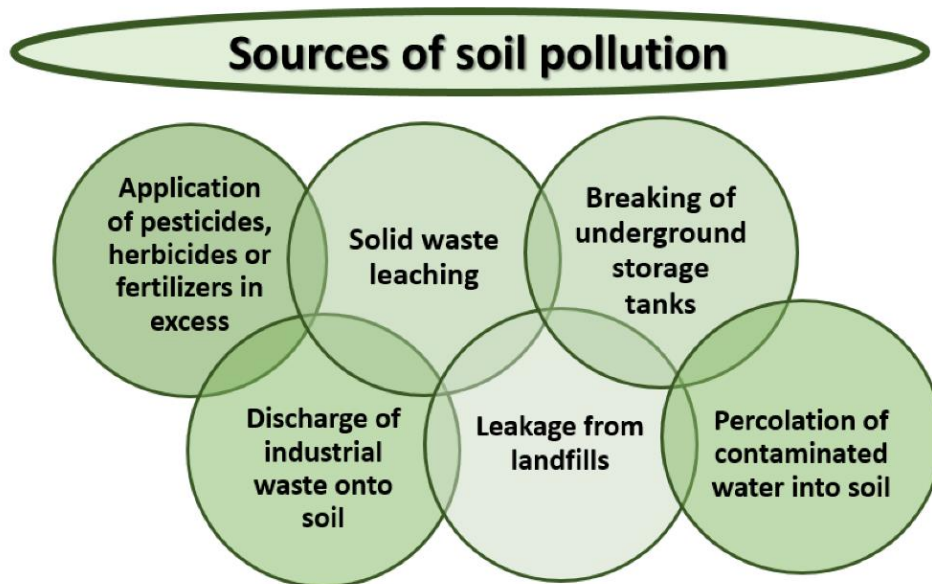 Sources of soil pollution
Application
of pesticides,
herbicides or
fertilizers in
excess
Solid waste
leaching
Breaking of
underground
storage
tanks
Discharge of
industrial
waste onto
soil
Leakage from
landfills
Percolation of
contaminated
water into soil